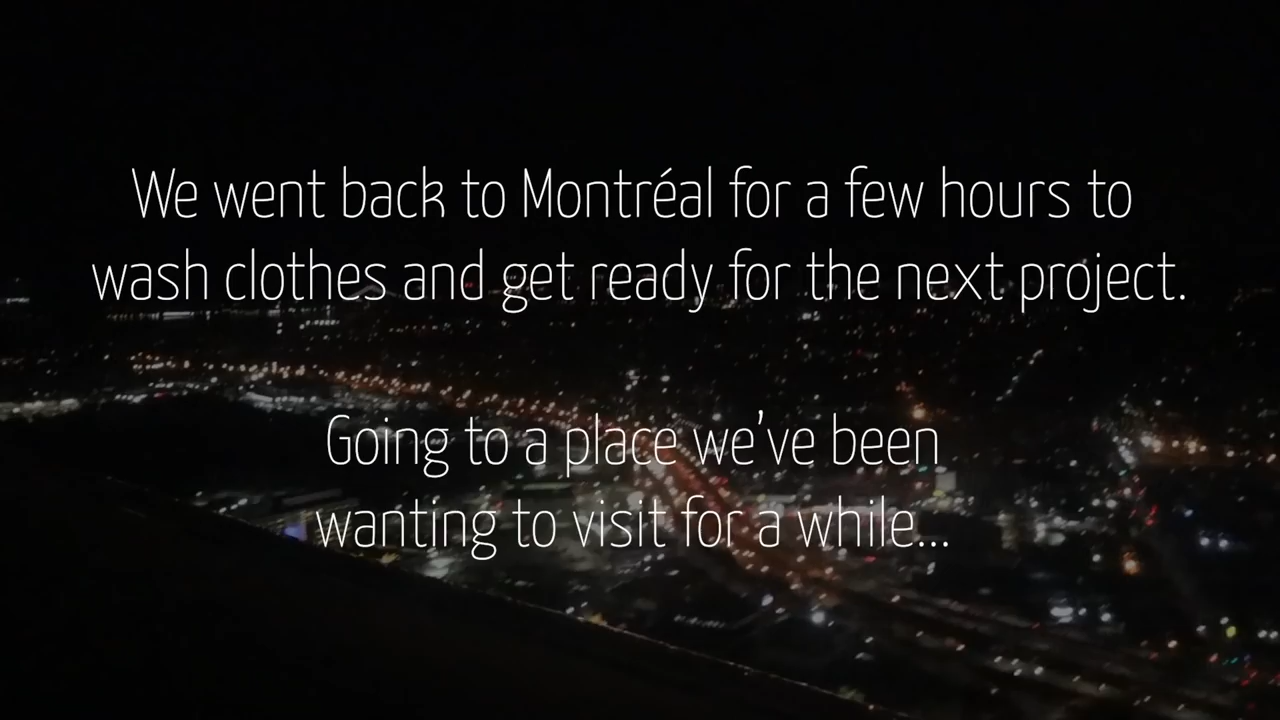 We went back to Montréal for a few hours to
wash clothes and get ready for the next project.
Going to a place we've been
wanting to visit for a while...